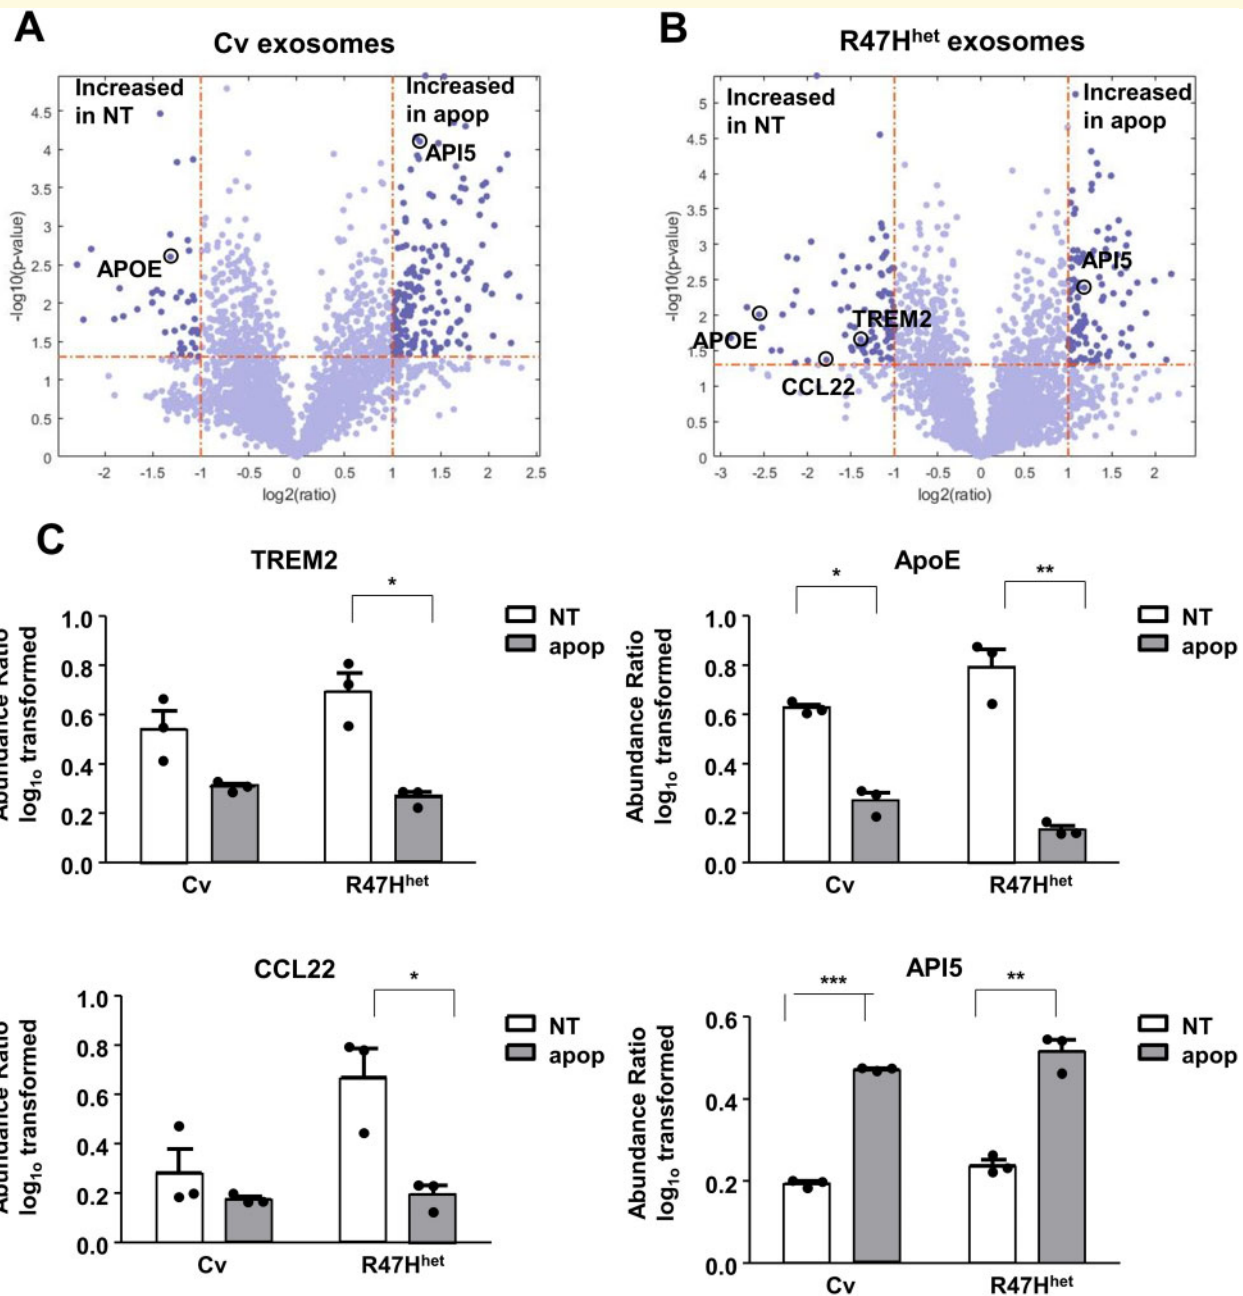 A
Cv exosomes
Increased
in NT
Increased
in apop
API5
APOE
-log10(p-value)
4.5
4
3.5
3
2.5
2
1.5
1
0.5
0
-2
-1.5
-1
-0.5
0
0.5
1
1.5
2
2.5
log2(ratio)
B
R47Hhet exosomes
Increased
in NT
Increased
in apop
API5
TREM2
APOE
CCL22
-log10(p-value)
5
4.5
4
3.5
3
2.5
2
1.5
1
0.5
0
-3
-2.5
-2
-1.5
-1
-0.5
0
0.5
1
1.5
2
log2(ratio)
C
TREM2
*
NT
apop
Abundance Ratio
log10 transformed
1.0
0.8
0.6
0.4
0.2
0.0
Cv
R47Hhet
ApoE
*
**
NT
apop
Abundance Ratio
log10 transformed
1.0
0.8
0.6
0.4
0.2
0.0
Cv
R47Hhet
CCL22
*
NT
apop
Abundance Ratio
log10 transformed
1.0
0.8
0.6
0.4
0.2
0.0
Cv
R47Hhet
API5
***
**
NT
apop
Abundance Ratio
log10 transformed
0.6
0.4
0.2
0.0
Cv
R47Hhet